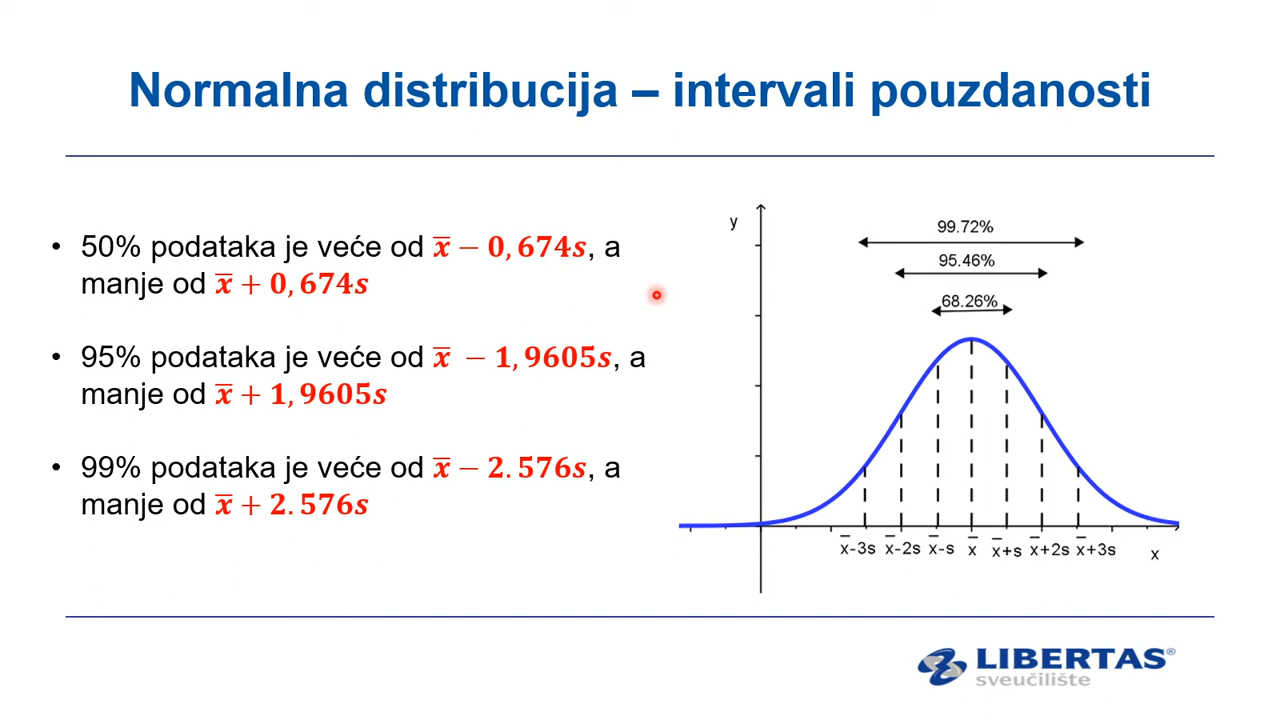 Normalna distribucija – intervali pouzdanosti
• 50% podataka je veće od x̅ − 0,674s, a
manje od x̅ + 0,674s
• 95% podataka je veće od x̅ − 1,9605s, a
manje od x̅ + 1,9605s
• 99% podataka je veće od x̅ − 2.576s, a
manje od x̅ + 2.576s
y
99.72%
95.46%
68.26%
x̅-3s x̅-2s x̅-s x̅ x̅+s x̅+2s x̅+3s
x
LIBERTAS®
sveučilište